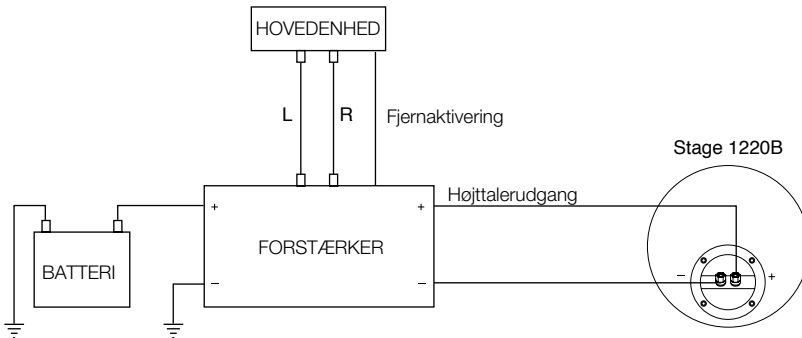 HOVEDENHED
L
R
Fjernaktivering
Stage 1220B
Højttalerudgang
+
+
BATTERI
FORSTÆRKER
–
–
–
+